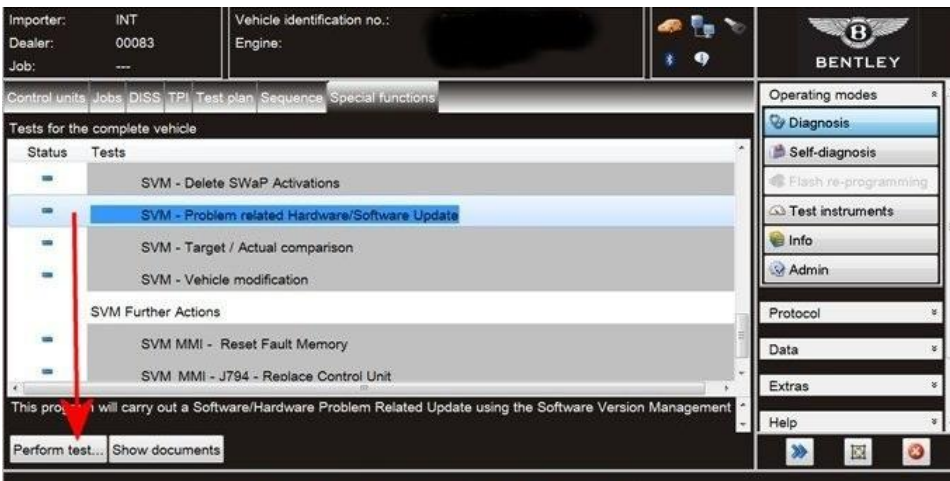 Importer: INT
Dealer: 00083
Job: ---
Vehicle identification no.:
Engine:
BENTLEY
Control units Jobs DISS TPI Test plan Sequence Special functions
Tests for the complete vehicle
Status Tests
SVM - Delete SWaP Activations
SVM - Problem related Hardware/Software Update
SVM - Target / Actual comparison
SVM - Vehicle modification
SVM Further Actions
SVM MMI - Reset Fault Memory
SVM MMI - J794 - Replace Control Unit
This program will carry out a Software/Hardware Problem Related Update using the Software Version Management
Perform test... Show documents
Operating modes
Diagnosis
Self-diagnosis
Flash re-programming
Test instruments
Info
Admin
Protocol
Data
Extras
Help